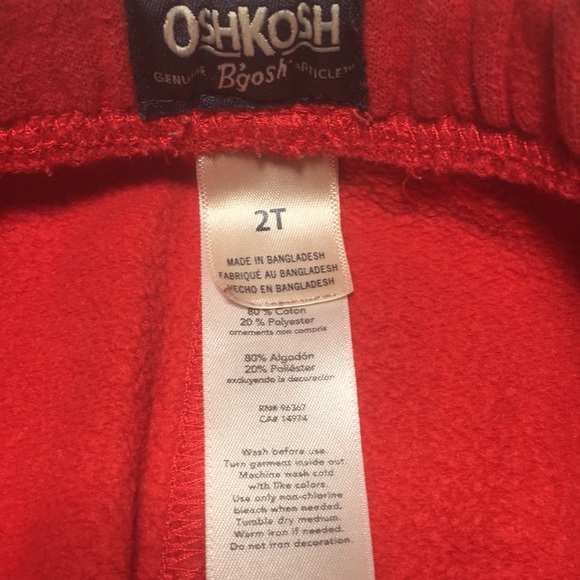 OSHKOSH
GENUINE B'gosh ARTICLE
2T
MADE IN BANGLADESH
FABRIQUÉ AU BANGLADESH
HECHO EN BANGLADESH
80 % Coton
20 % Polyester
ornements non compris
80% Algodón
20% Poliéster
excluyendo la decoración
RN# 96367
CA# 14974
Wash before use.
Turn garment inside out.
Machine wash cold
with like colors.
Use only non-chlorine
bleach when needed.
Tumble dry medium.
Warm iron if needed.
Do not iron decoration.